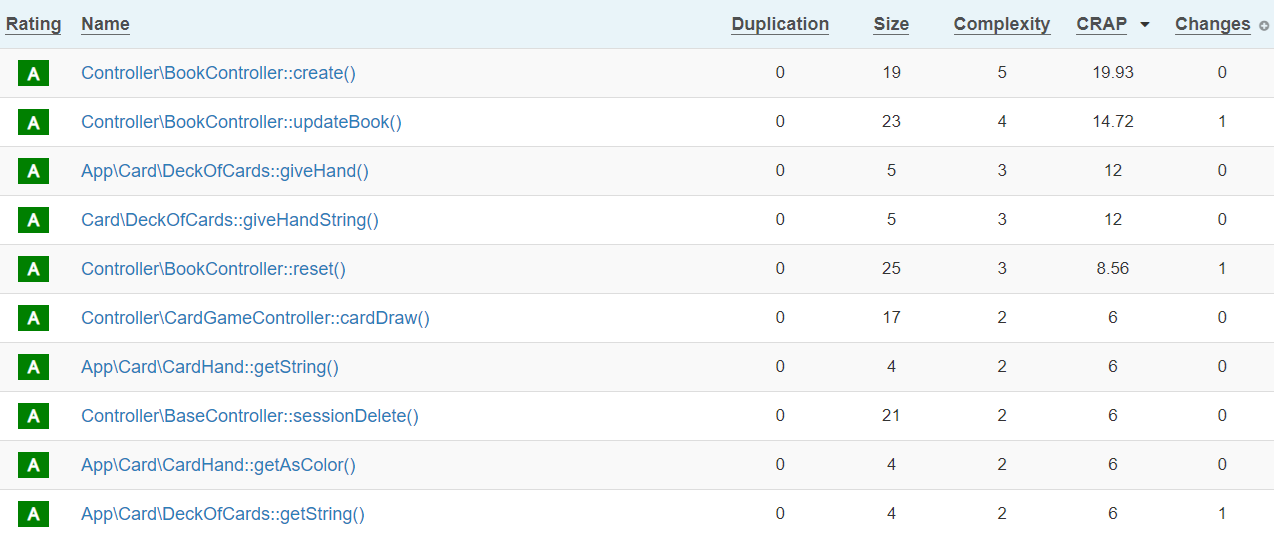 Rating Name Duplication Size Complexity CRAP Changes
A Controller\BookController::create() 0 19 5 19.93 0
A Controller\BookController::updateBook() 0 23 4 14.72 1
A App\Card\DeckOfCards::giveHand() 0 5 3 12 0
A Card\DeckOfCards::giveHandString() 0 5 3 12 0
A Controller\BookController::reset() 0 25 3 8.56 1
A Controller\CardGameController::cardDraw() 0 17 2 6 0
A App\Card\CardHand::getString() 0 4 2 6 0
A Controller\BaseController::sessionDelete() 0 21 2 6 0
A App\Card\CardHand::getAsColor() 0 4 2 6 0
A App\Card\DeckOfCards::getString() 0 4 2 6 1